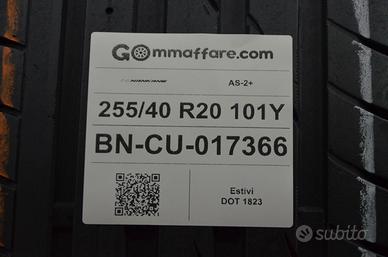 GOmmaffare.com
AS-2+
255/40 R20 101Y
BN-CU-017366
Estivi
DOT 1823
subito